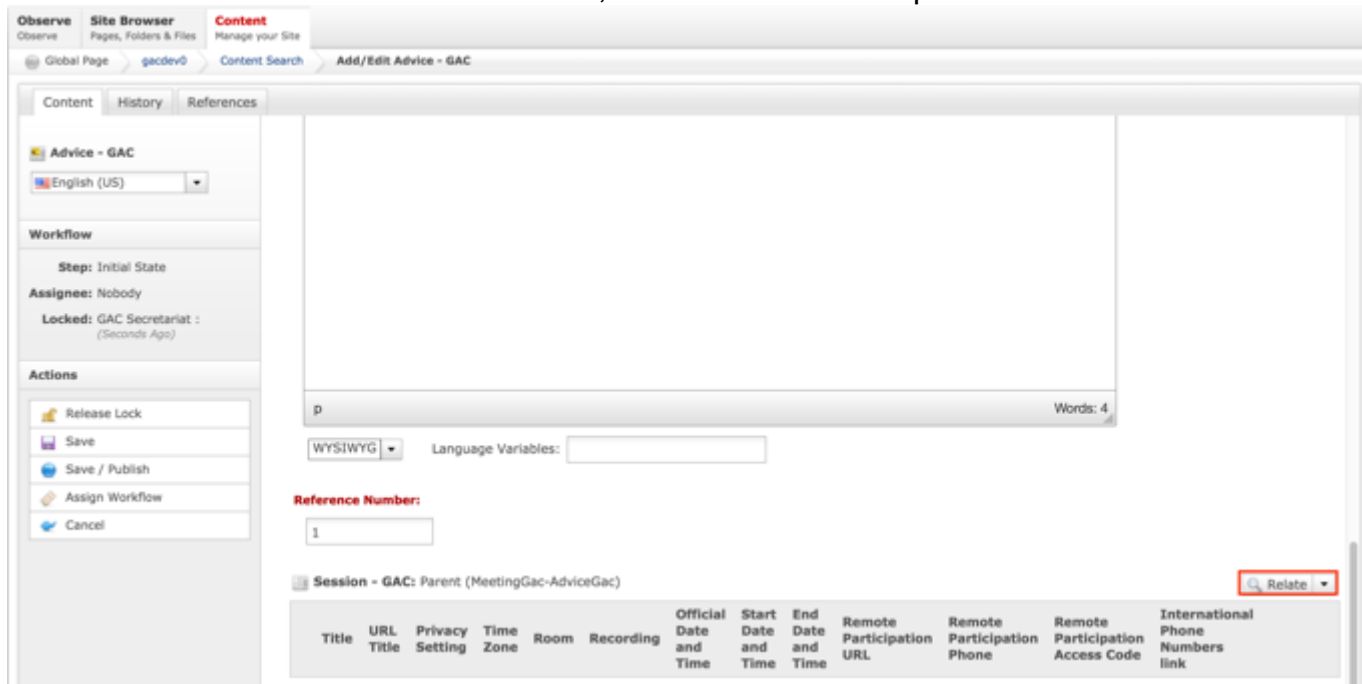 Observe Site Browser Content
Observe Pages, Folders & Files Manage your Site
Global Page gacdev0 Content Search Add/Edit Advice - GAC
Content History References
Advice - GAC
English (US)
Workflow
Step: Initial State
Assignee: Nobody
Locked: GAC Secretariat :
(Seconds Ago)
Actions
Release Lock
Save
Save / Publish
Assign Workflow
Cancel
p Words: 4
WYSIWYG Language Variables:
Reference Number:
1
Session - GAC: Parent (MeetingGac-AdviceGac) Relate
Title URL Title Privacy Setting Time Zone Room Recording Official Date and Time Start Date and Time End Date and Time Remote Participation URL Remote Participation Phone Remote Participation Access Code International Phone Numbers link